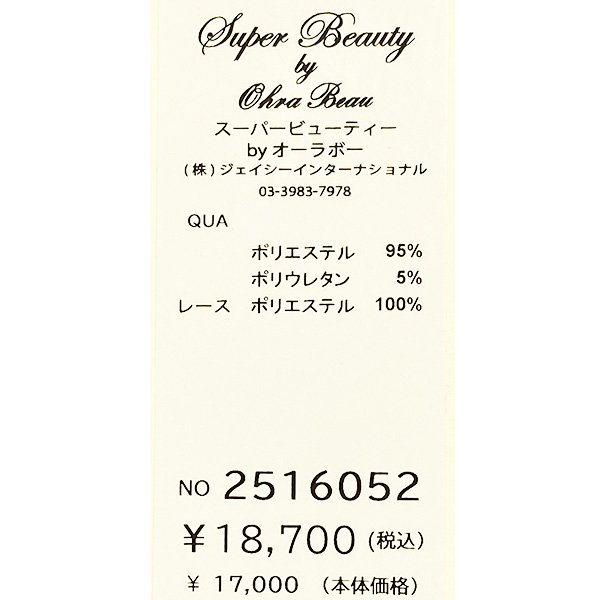 Super Beauty
by
Ohra Beau
スーパービューティー
by オーラボー
(株)ジェイシーインターナショナル
03-3983-7978
QUA
ポリエステル 95%
ポリウレタン 5%
レース ポリエステル 100%
NO 2516052
¥18,700 (税込)
¥ 17,000 (本体価格)